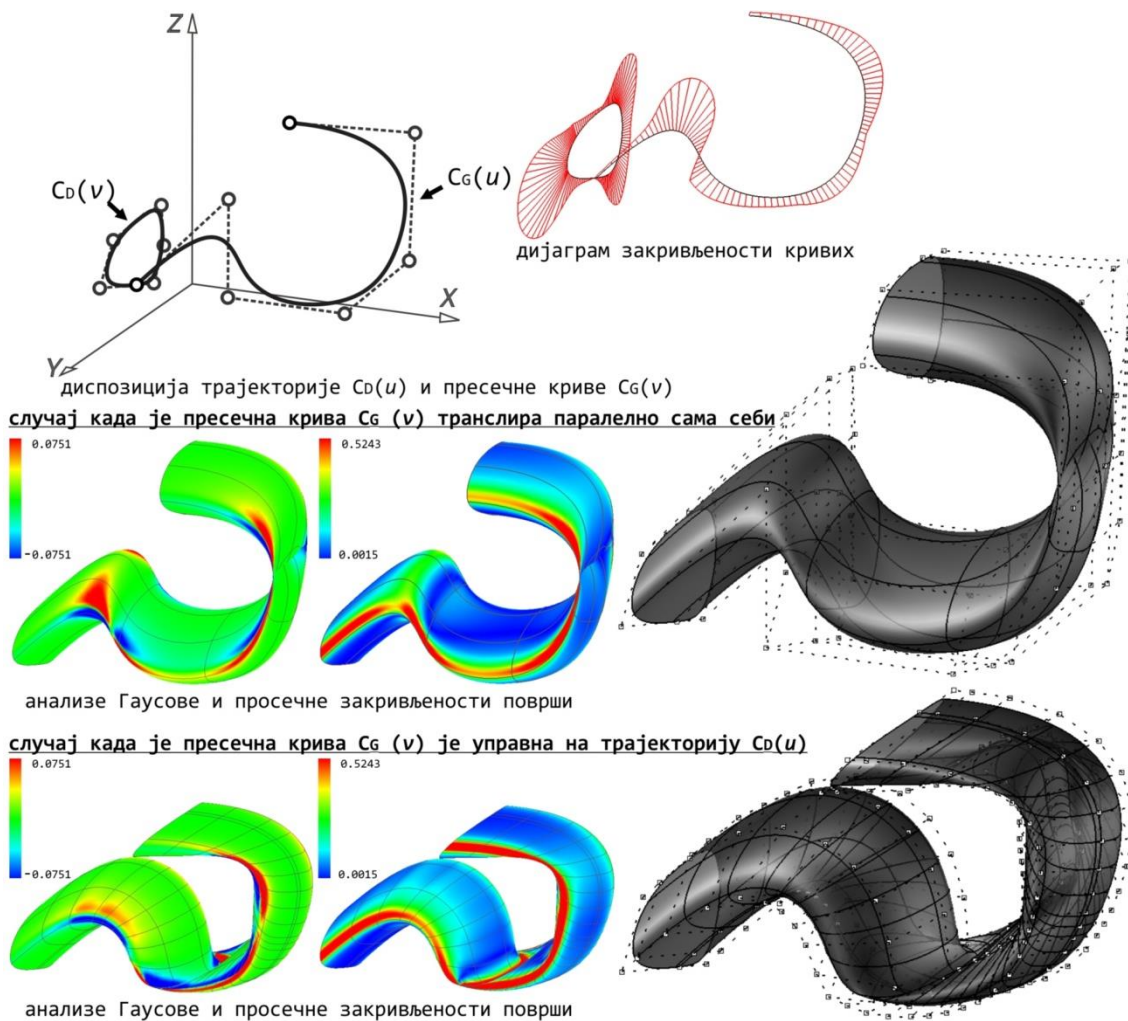 Z
CD(v)
CG(u)
X
Y
дијаграм закривљености кривих
диспозиција трајекторије CD(u) и пресечне криве CG(v)
случај када је пресечна крива CG (v) транслира паралелно сама себи
0.0751
-0.0751
0.5243
0.0015
анализе Гаусове и просечне закривљености површи
случај када је пресечна крива CG (v) је управна на трајекторију CD(u)
0.0751
-0.0751
0.5243
0.0015
анализе Гаусове и просечне закривљености површи